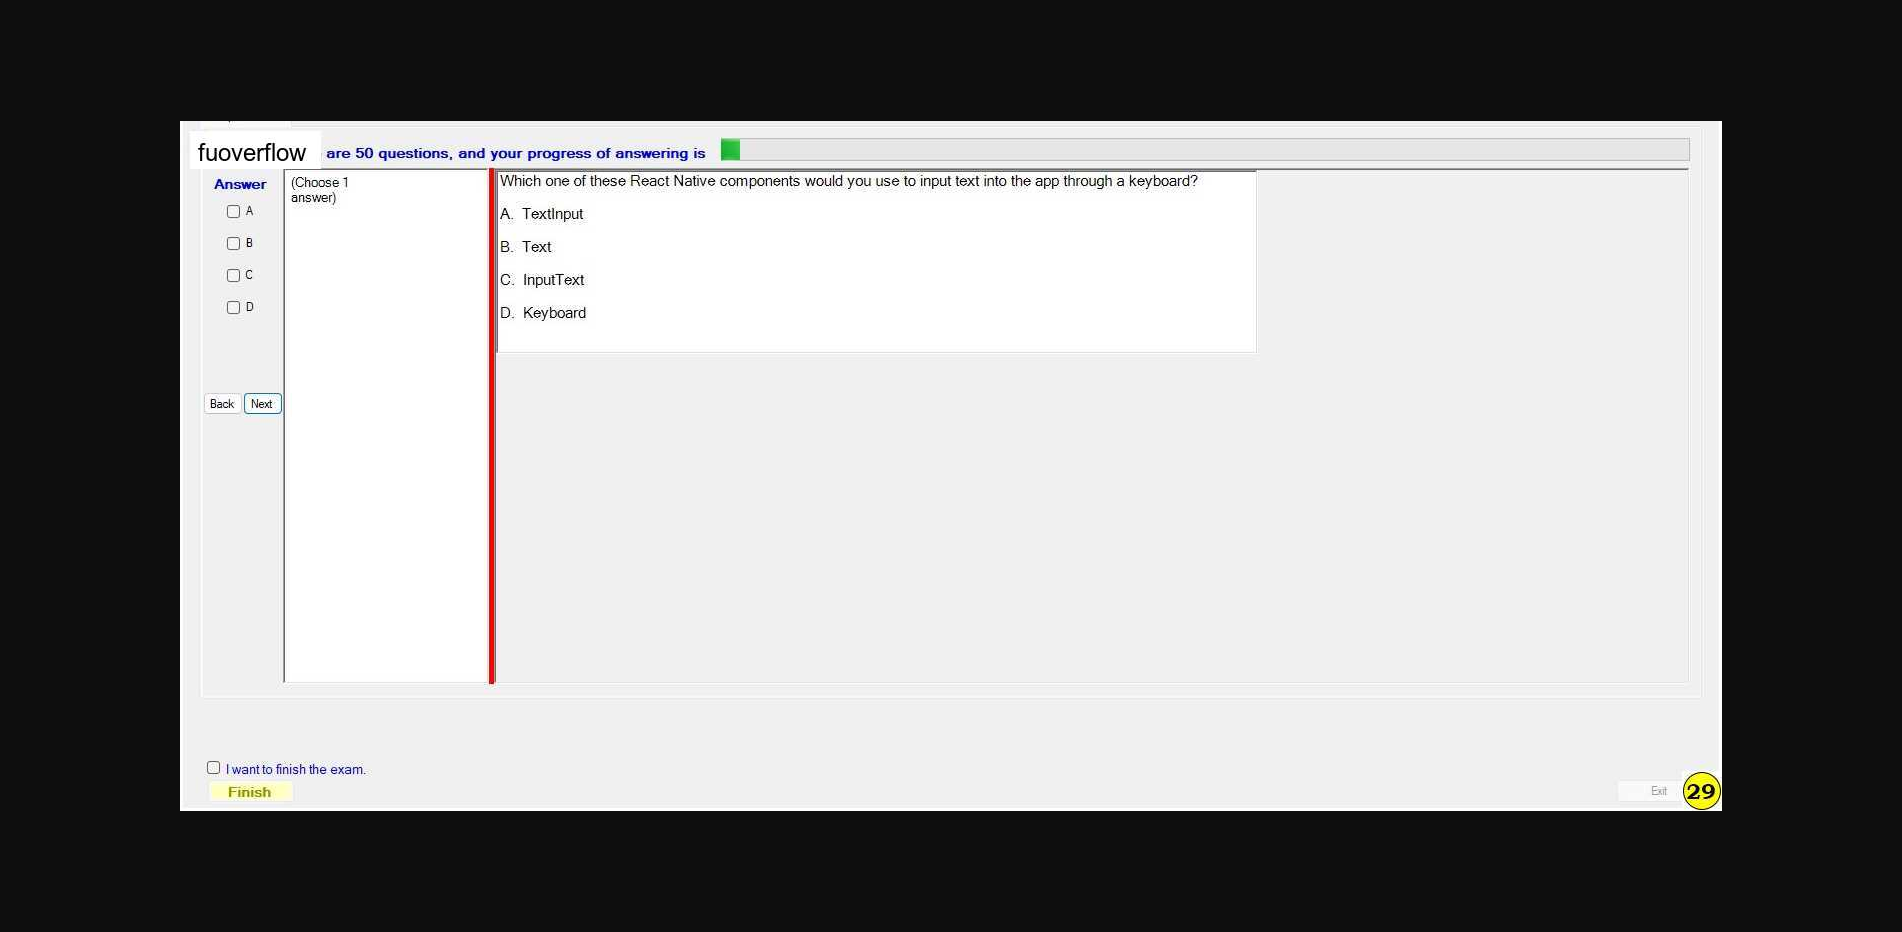 fuoverflow are 50 questions, and your progress of answering is
Answer
A
B
C
D
Back Next
(Choose 1
answer)
Which one of these React Native components would you use to input text into the app through a keyboard?
A. TextInput
B. Text
C. InputText
D. Keyboard
I want to finish the exam.
Finish
Exit
29